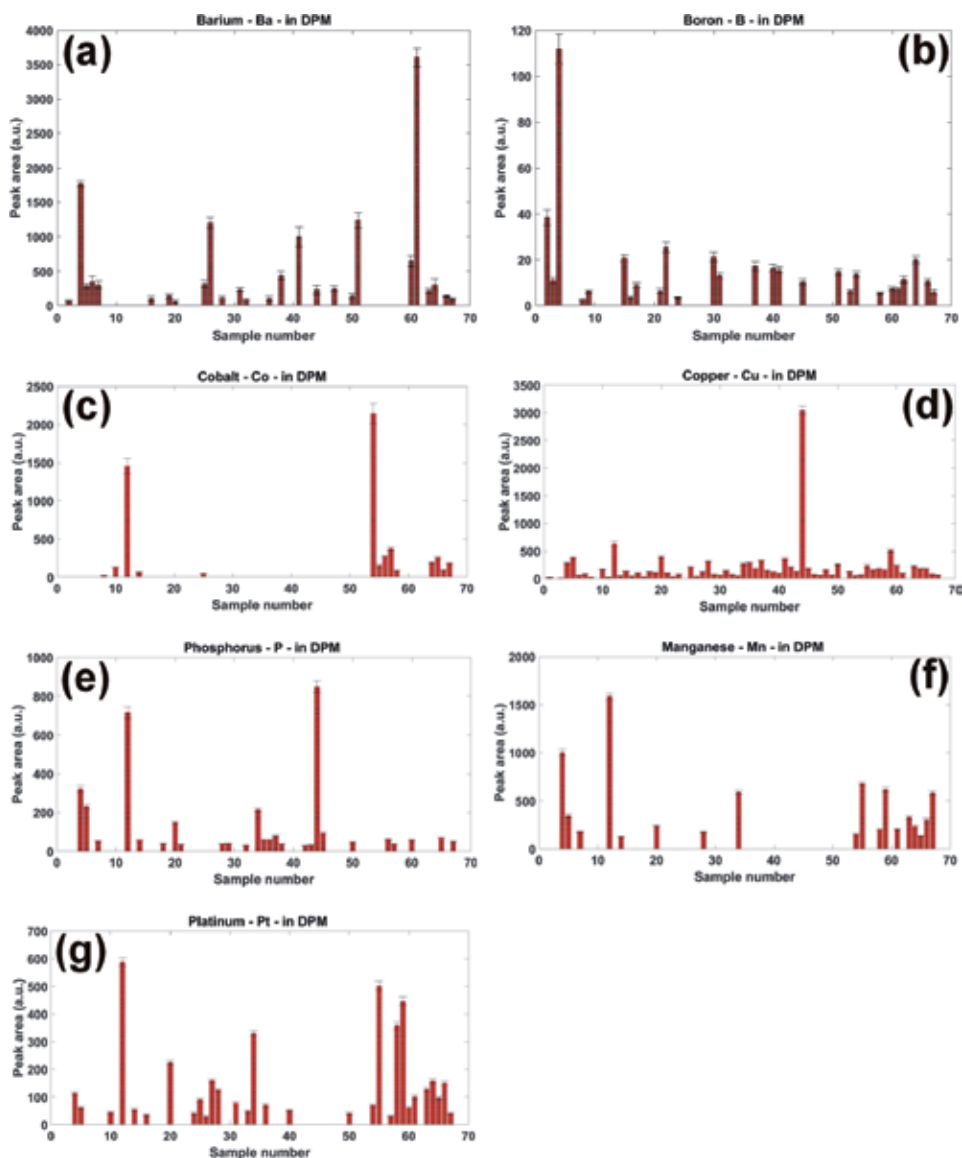 Barium - Ba - in DPM
(a)
4000
3500
3000
2500
2000
1500
1000
500
0
Peak area (a.u.)
0 10 20 30 40 50 60 70
Sample number
Boron - B - in DPM
(b)
120
100
80
60
40
20
0
Peak area (a.u.)
0 10 20 30 40 50 60 70
Sample number
Cobalt - Co - in DPM
(c)
2500
2000
1500
1000
500
0
Peak area (a.u.)
0 10 20 30 40 50 60 70
Sample number
Copper - Cu - in DPM
(d)
3500
3000
2500
2000
1500
1000
500
0
Peak area (a.u.)
0 10 20 30 40 50 60 70
Sample number
Phosphorus - P - in DPM
(e)
1000
800
600
400
200
0
Peak area (a.u.)
0 10 20 30 40 50 60 70
Sample number
Manganese - Mn - in DPM
(f)
2000
1500
1000
500
0
Peak area (a.u.)
0 10 20 30 40 50 60 70
Sample number
Platinum - Pt - in DPM
(g)
700
600
500
400
300
200
100
0
Peak area (a.u.)
0 10 20 30 40 50 60 70
Sample number